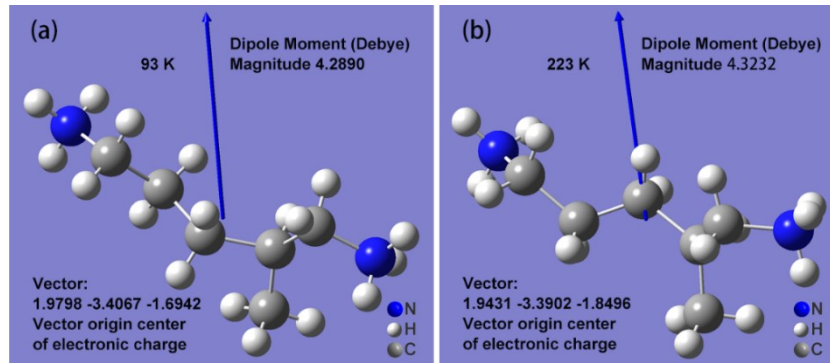 (a)
93 K
Dipole Moment (Debye)
Magnitude 4.2890
Vector:
1.9798 -3.4067 -1.6942
Vector origin center
of electronic charge
N
H
C
(b)
223 K
Dipole Moment (Debye)
Magnitude 4.3232
Vector:
1.9431 -3.3902 -1.8496
Vector origin center
of electronic charge
N
H
C